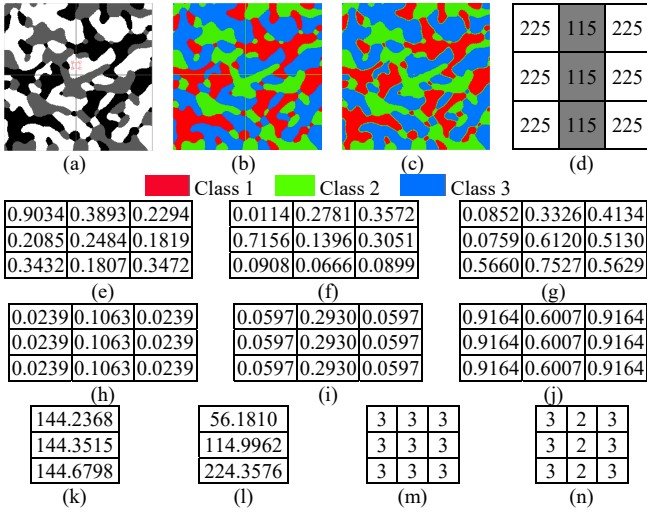 225 115 225
225 115 225
225 115 225
(a) (b) (c) (d)
Class 1 Class 2 Class 3
0.9034 0.3893 0.2294 0.0114 0.2781 0.3572 0.0852 0.3326 0.4134
0.2085 0.2484 0.1819 0.7156 0.1396 0.3051 0.0759 0.6120 0.5130
0.3432 0.1807 0.3472 0.0908 0.0666 0.0899 0.5660 0.7527 0.5629
(e) (f) (g)
0.0239 0.1063 0.0239 0.0597 0.2930 0.0597 0.9164 0.6007 0.9164
0.0239 0.1063 0.0239 0.0597 0.2930 0.0597 0.9164 0.6007 0.9164
0.0239 0.1063 0.0239 0.0597 0.2930 0.0597 0.9164 0.6007 0.9164
(h) (i) (j)
144.2368 56.1810 3 3 3 3 2 3
144.3515 114.9962 3 3 3 3 2 3
144.6798 224.3576 3 3 3 3 2 3
(k) (l) (m) (n)